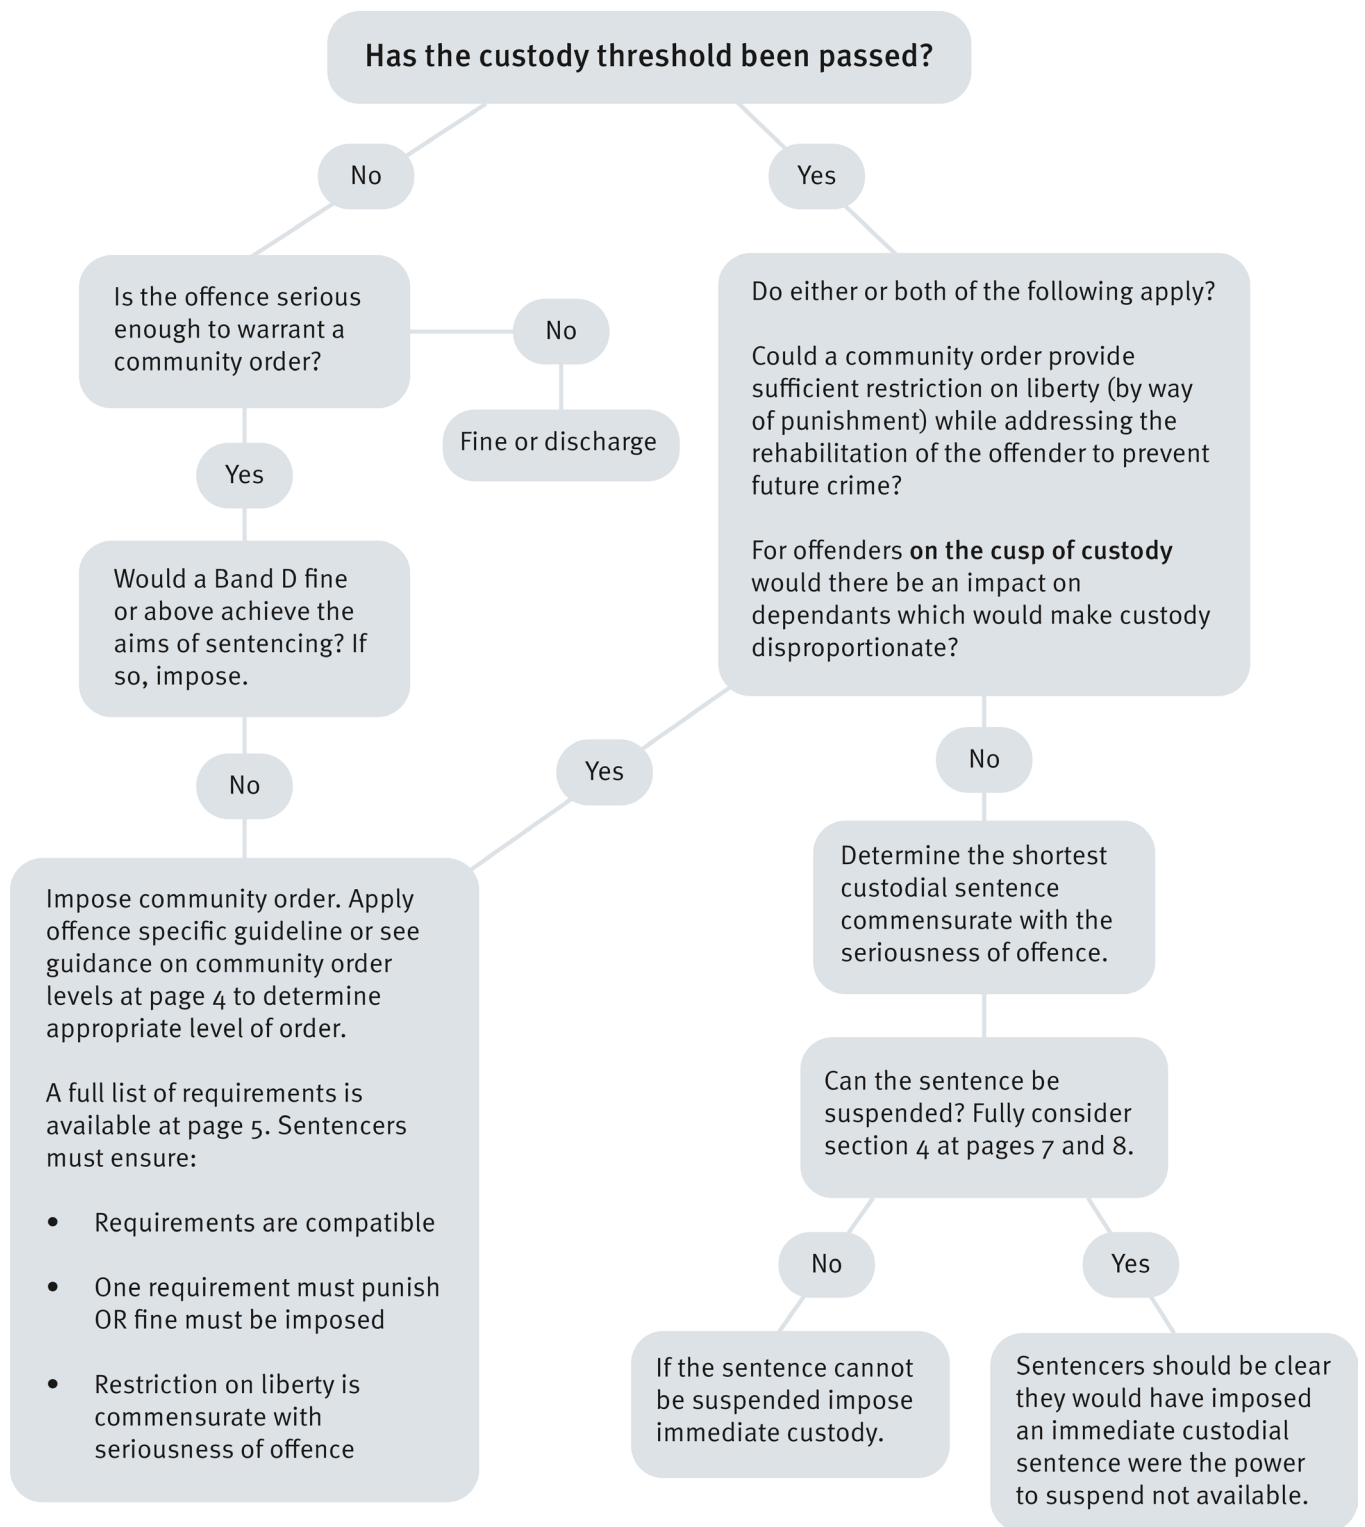 Has the custody threshold been passed?
No
Yes
Is the offence serious
enough to warrant a
community order?
No
Fine or discharge
Yes
Would a Band D fine
or above achieve the
aims of sentencing? If
so, impose.
No
Do either or both of the following apply?
Could a community order provide
sufficient restriction on liberty (by way
of punishment) while addressing the
rehabilitation of the offender to prevent
future crime?
For offenders on the cusp of custody
would there be an impact on
dependants which would make custody
disproportionate?
Yes
No
Impose community order. Apply
offence specific guideline or see
guidance on community order
levels at page 4 to determine
appropriate level of order.
A full list of requirements is
available at page 5. Sentencers
must ensure:
• Requirements are compatible
• One requirement must punish
OR fine must be imposed
• Restriction on liberty is
commensurate with
seriousness of offence
Determine the shortest
custodial sentence
commensurate with the
seriousness of offence.
Can the sentence be
suspended? Fully consider
section 4 at pages 7 and 8.
No
Yes
If the sentence cannot
be suspended impose
immediate custody.
Sentencers should be clear
they would have imposed
an immediate custodial
sentence were the power
to suspend not available.